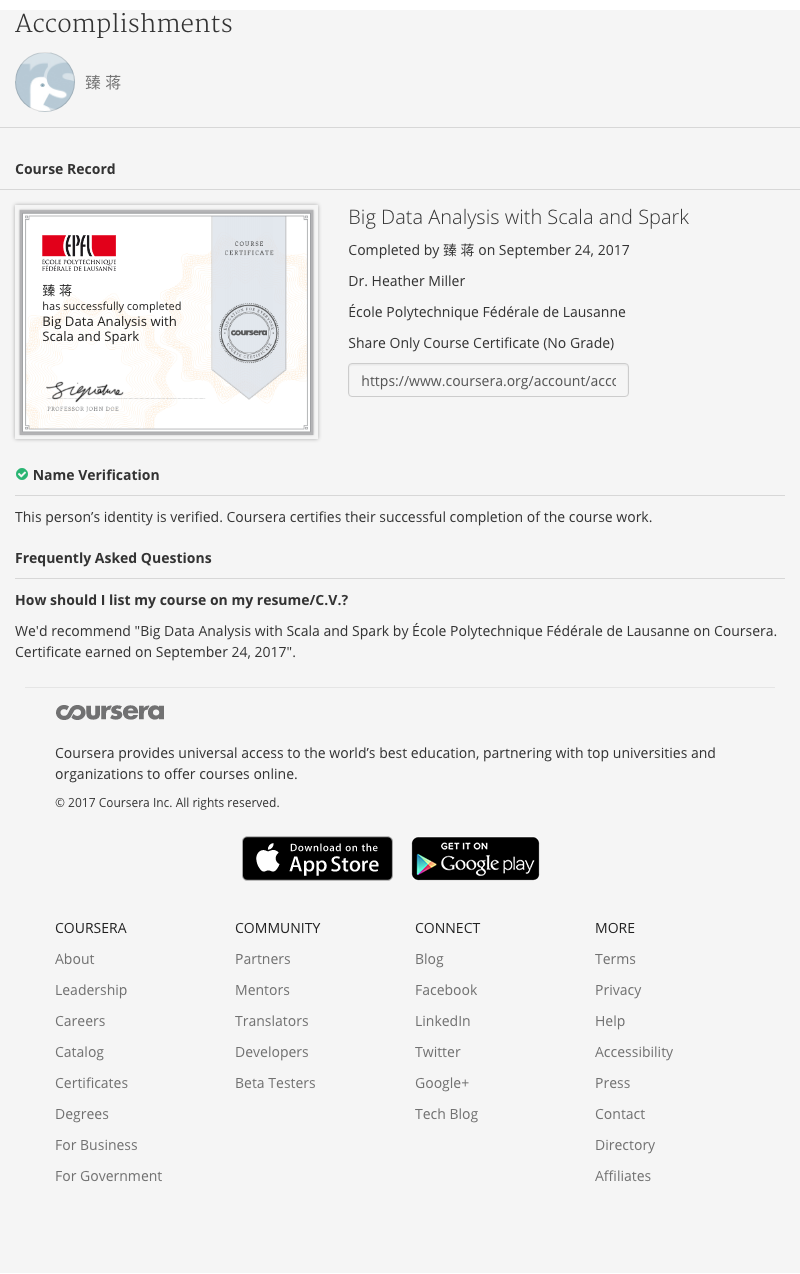 Accomplishments
臻 蒋
Course Record
EPFL
ÉCOLE POLYTECHNIQUE
FÉDÉRALE DE LAUSANNE
臻 蒋
has successfully completed
Big Data Analysis with
Scala and Spark
Signature
PROFESSOR JOHN DOE
COURSE
CERTIFICATE
EDUCATION FOR EVERYONE
coursera
COURSE CERTIFICATE
Big Data Analysis with Scala and Spark
Completed by 臻 蒋 on September 24, 2017
Dr. Heather Miller
École Polytechnique Fédérale de Lausanne
Share Only Course Certificate (No Grade)
https://www.coursera.org/account/accc
Name Verification
This person’s identity is verified. Coursera certifies their successful completion of the course work.
Frequently Asked Questions
How should I list my course on my resume/C.V.?
We'd recommend "Big Data Analysis with Scala and Spark by École Polytechnique Fédérale de Lausanne on Coursera.
Certificate earned on September 24, 2017".
coursera
Coursera provides universal access to the world’s best education, partnering with top universities and
organizations to offer courses online.
© 2017 Coursera Inc. All rights reserved.
Download on the
App Store
GET IT ON
Google play
COURSERA
About
Leadership
Careers
Catalog
Certificates
Degrees
For Business
For Government
COMMUNITY
Partners
Mentors
Translators
Developers
Beta Testers
CONNECT
Blog
Facebook
LinkedIn
Twitter
Google+
Tech Blog
MORE
Terms
Privacy
Help
Accessibility
Press
Contact
Directory
Affiliates